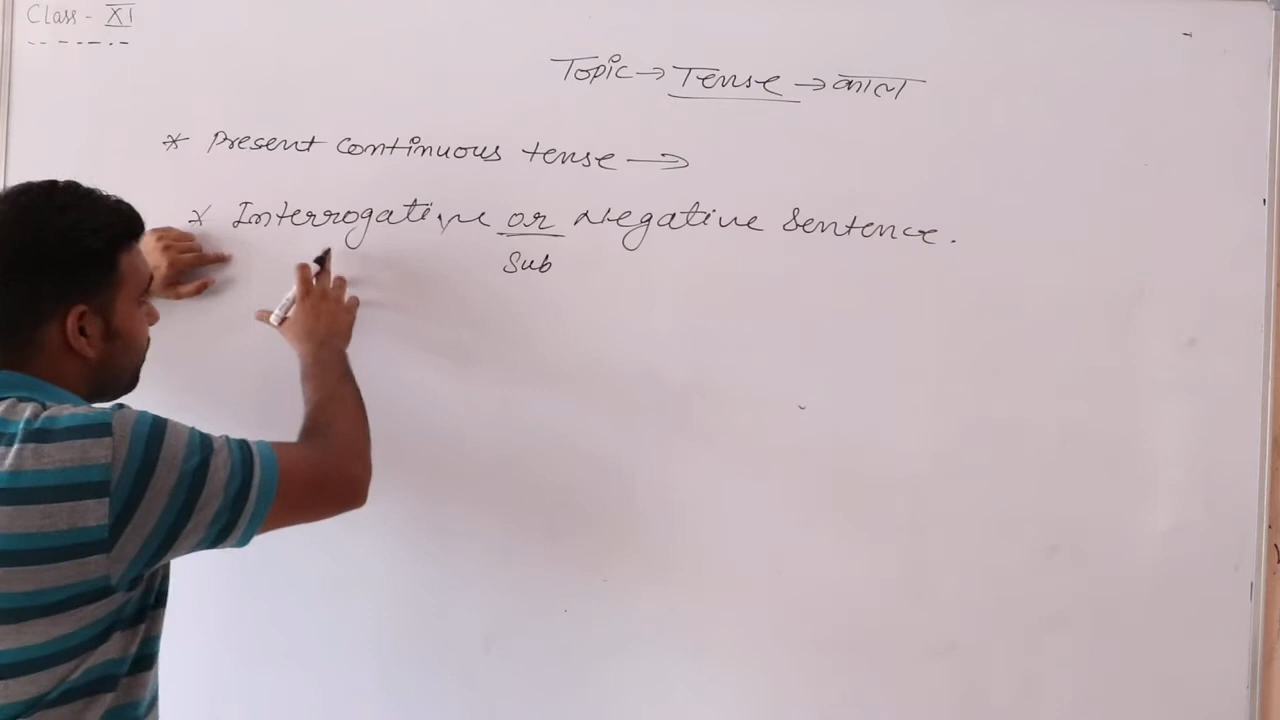 Class - XI
Topic → Tense → काल
* Present continuous tense →
* Interrogative or Negative Sentence.
Sub